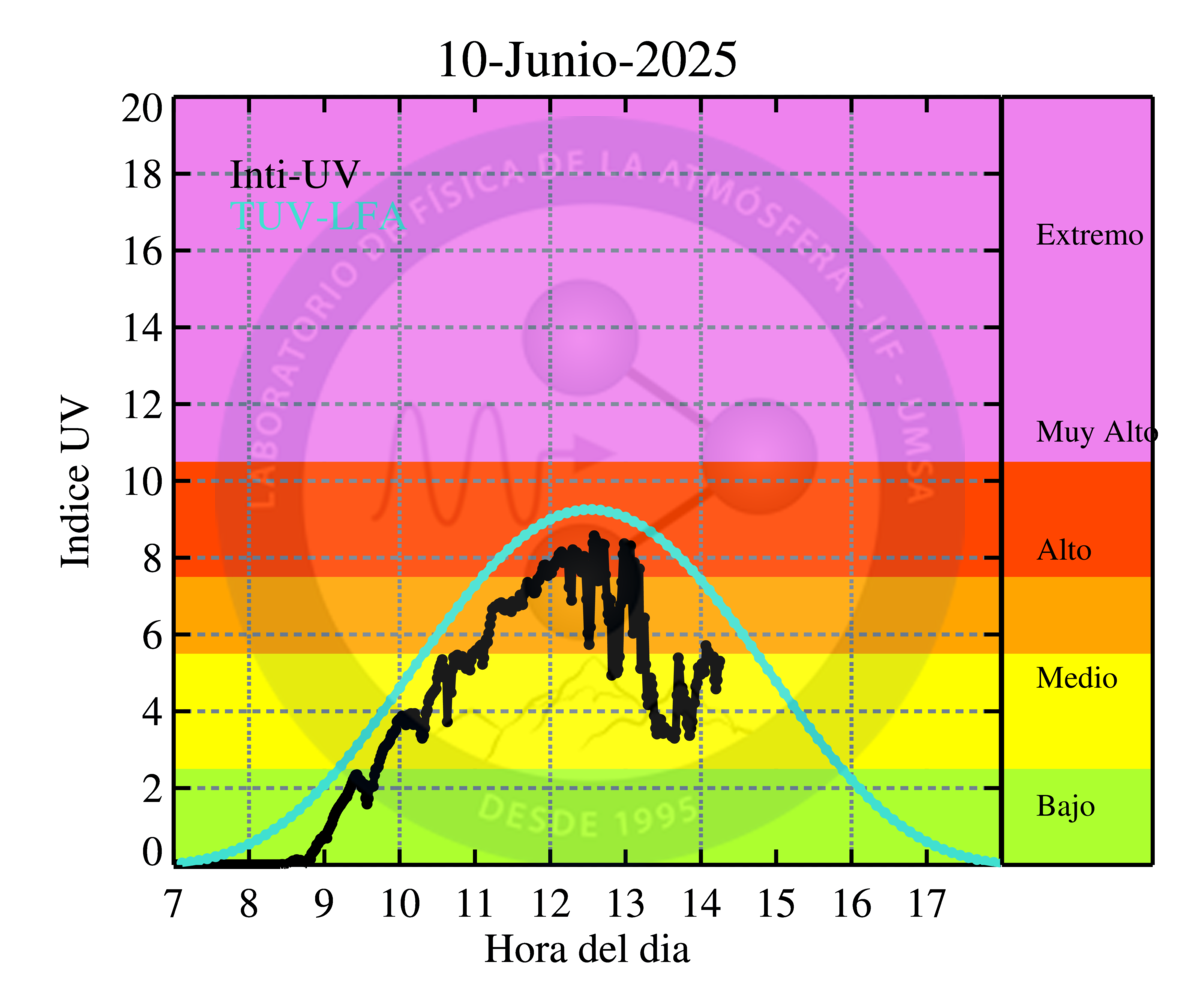 10-Junio-2025
Indice UV
20
18
16
14
12
10
8
6
4
2
0
Inti-UV
TUV-LFA
LABORATORIO DE FÍSICA DE LA ATMÓSFERA - IIF - UMSA
DESDE 1995
Extremo
Muy Alto
Alto
Medio
Bajo
7 8 9 10 11 12 13 14 15 16 17
Hora del dia